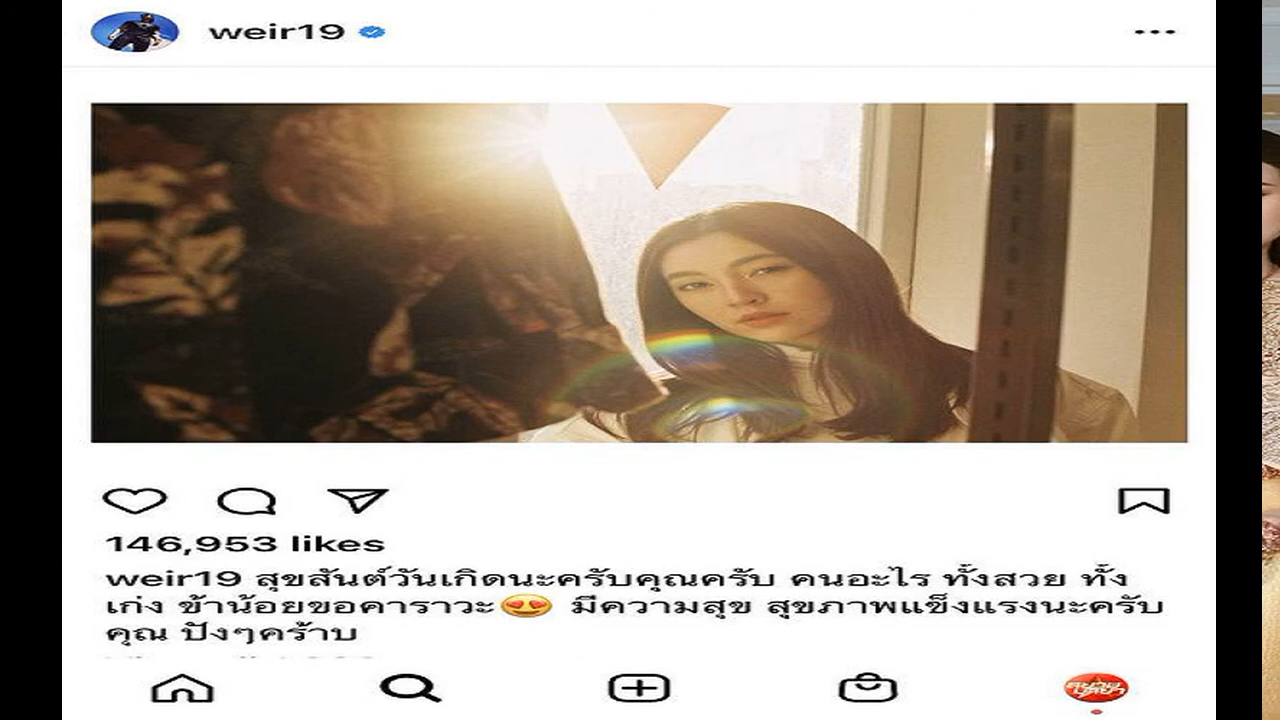 weir19
146,953 likes
weir19 สุขสันต์วันเกิดนะครับคุณครับ คนอะไร ทั้งสวย ทั้ง
เก่ง ข้าน้อยขอคาราวะ😍 มีความสุข สุขภาพแข็งแรงนะครับ
คุณ ปังๆคร้าบ